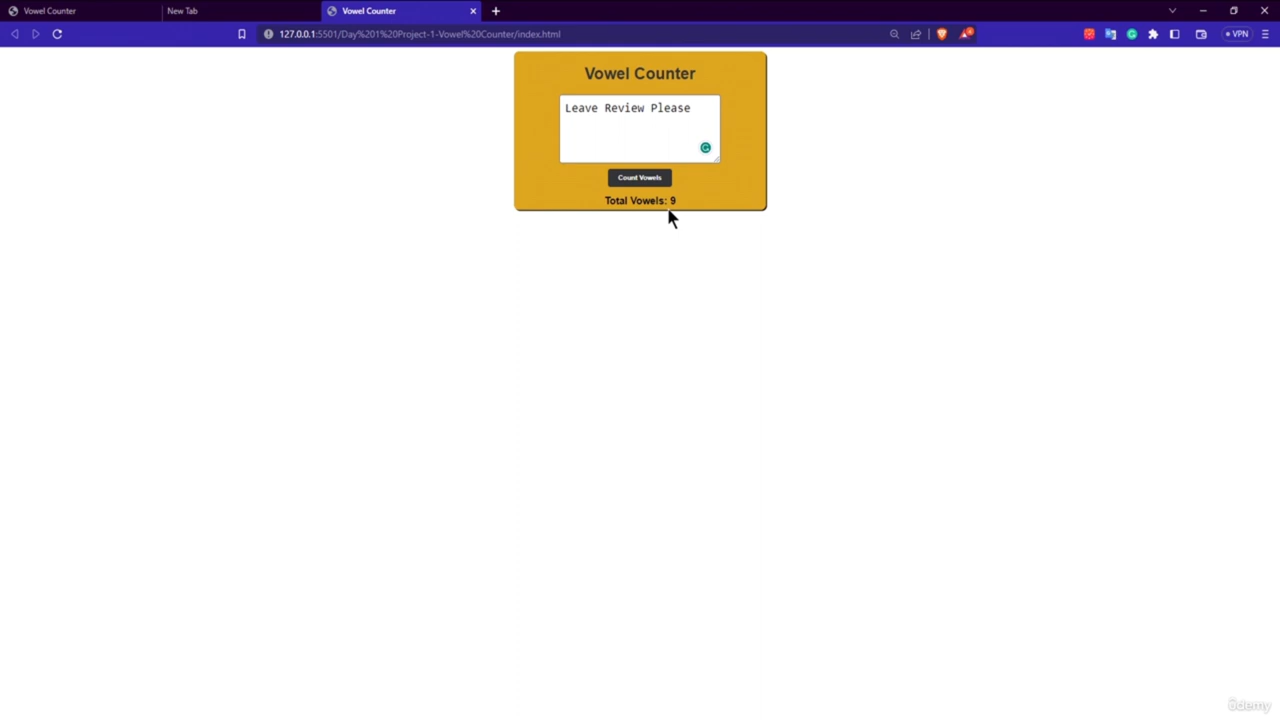 Vowel Counter
New Tab
Vowel Counter
127.0.0.1:5501/Day%201%20Project-1-Vowel%20Counter/index.html
VPN
Vowel Counter
Leave Review Please
Count Vowels
Total Vowels: 9
ûdemy